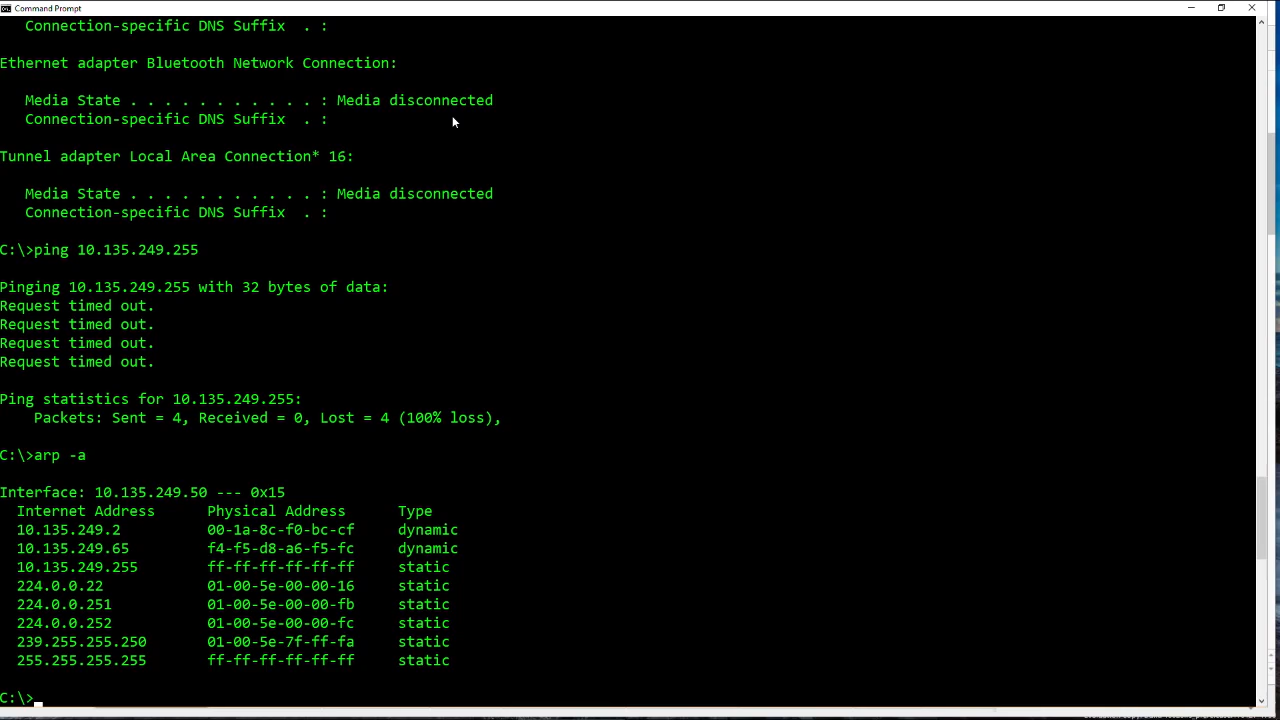 Command Prompt
   Connection-specific DNS Suffix  . :
Ethernet adapter Bluetooth Network Connection:
   Media State . . . . . . . . . . . : Media disconnected
   Connection-specific DNS Suffix  . :
Tunnel adapter Local Area Connection* 16:
   Media State . . . . . . . . . . . : Media disconnected
   Connection-specific DNS Suffix  . :
C:\>ping 10.135.249.255
Pinging 10.135.249.255 with 32 bytes of data:
Request timed out.
Request timed out.
Request timed out.
Request timed out.
Ping statistics for 10.135.249.255:
    Packets: Sent = 4, Received = 0, Lost = 4 (100% loss),
C:\>arp -a
Interface: 10.135.249.50 --- 0x15
  Internet Address      Physical Address      Type
  10.135.249.2          00-1a-8c-f0-bc-cf     dynamic
  10.135.249.65         f4-f5-d8-a6-f5-fc     dynamic
  10.135.249.255        ff-ff-ff-ff-ff-ff     static
  224.0.0.22            01-00-5e-00-00-16     static
  224.0.0.251           01-00-5e-00-00-fb     static
  224.0.0.252           01-00-5e-00-00-fc     static
  239.255.255.250       01-00-5e-7f-ff-fa     static
  255.255.255.255       ff-ff-ff-ff-ff-ff     static
C:\>